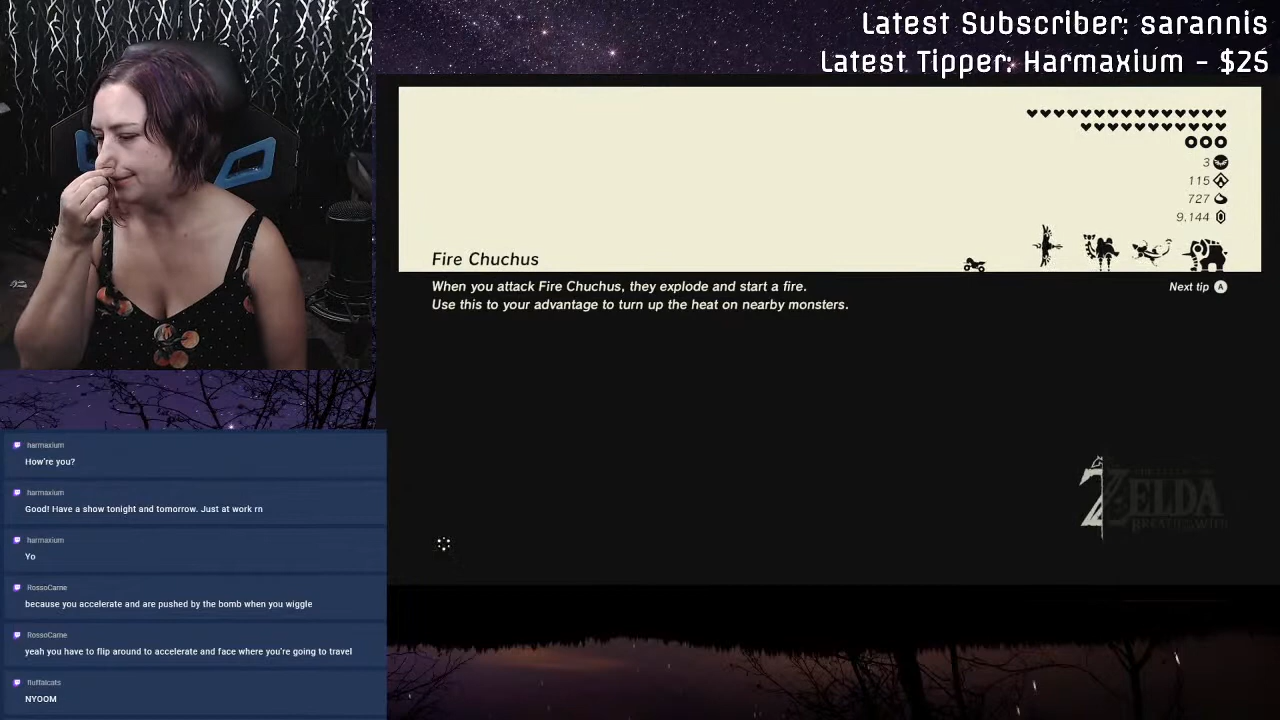 Latest Subscriber: sarannis
Latest Tipper: Harmaxium - $25
3
115
727
9,144
Fire Chuchus
When you attack Fire Chuchus, they explode and start a fire.
Use this to your advantage to turn up the heat on nearby monsters.
Next tip A
ZELDA
harmaxium
How're you?
harmaxium
Good! Have a show tonight and tomorrow. Just at work rn
harmaxium
Yo
RossoCarne
because you accelerate and are pushed by the bomb when you wiggle
RossoCarne
yeah you have to flip around to accelerate and face where you're going to travel
fluffalcats
NYOOM